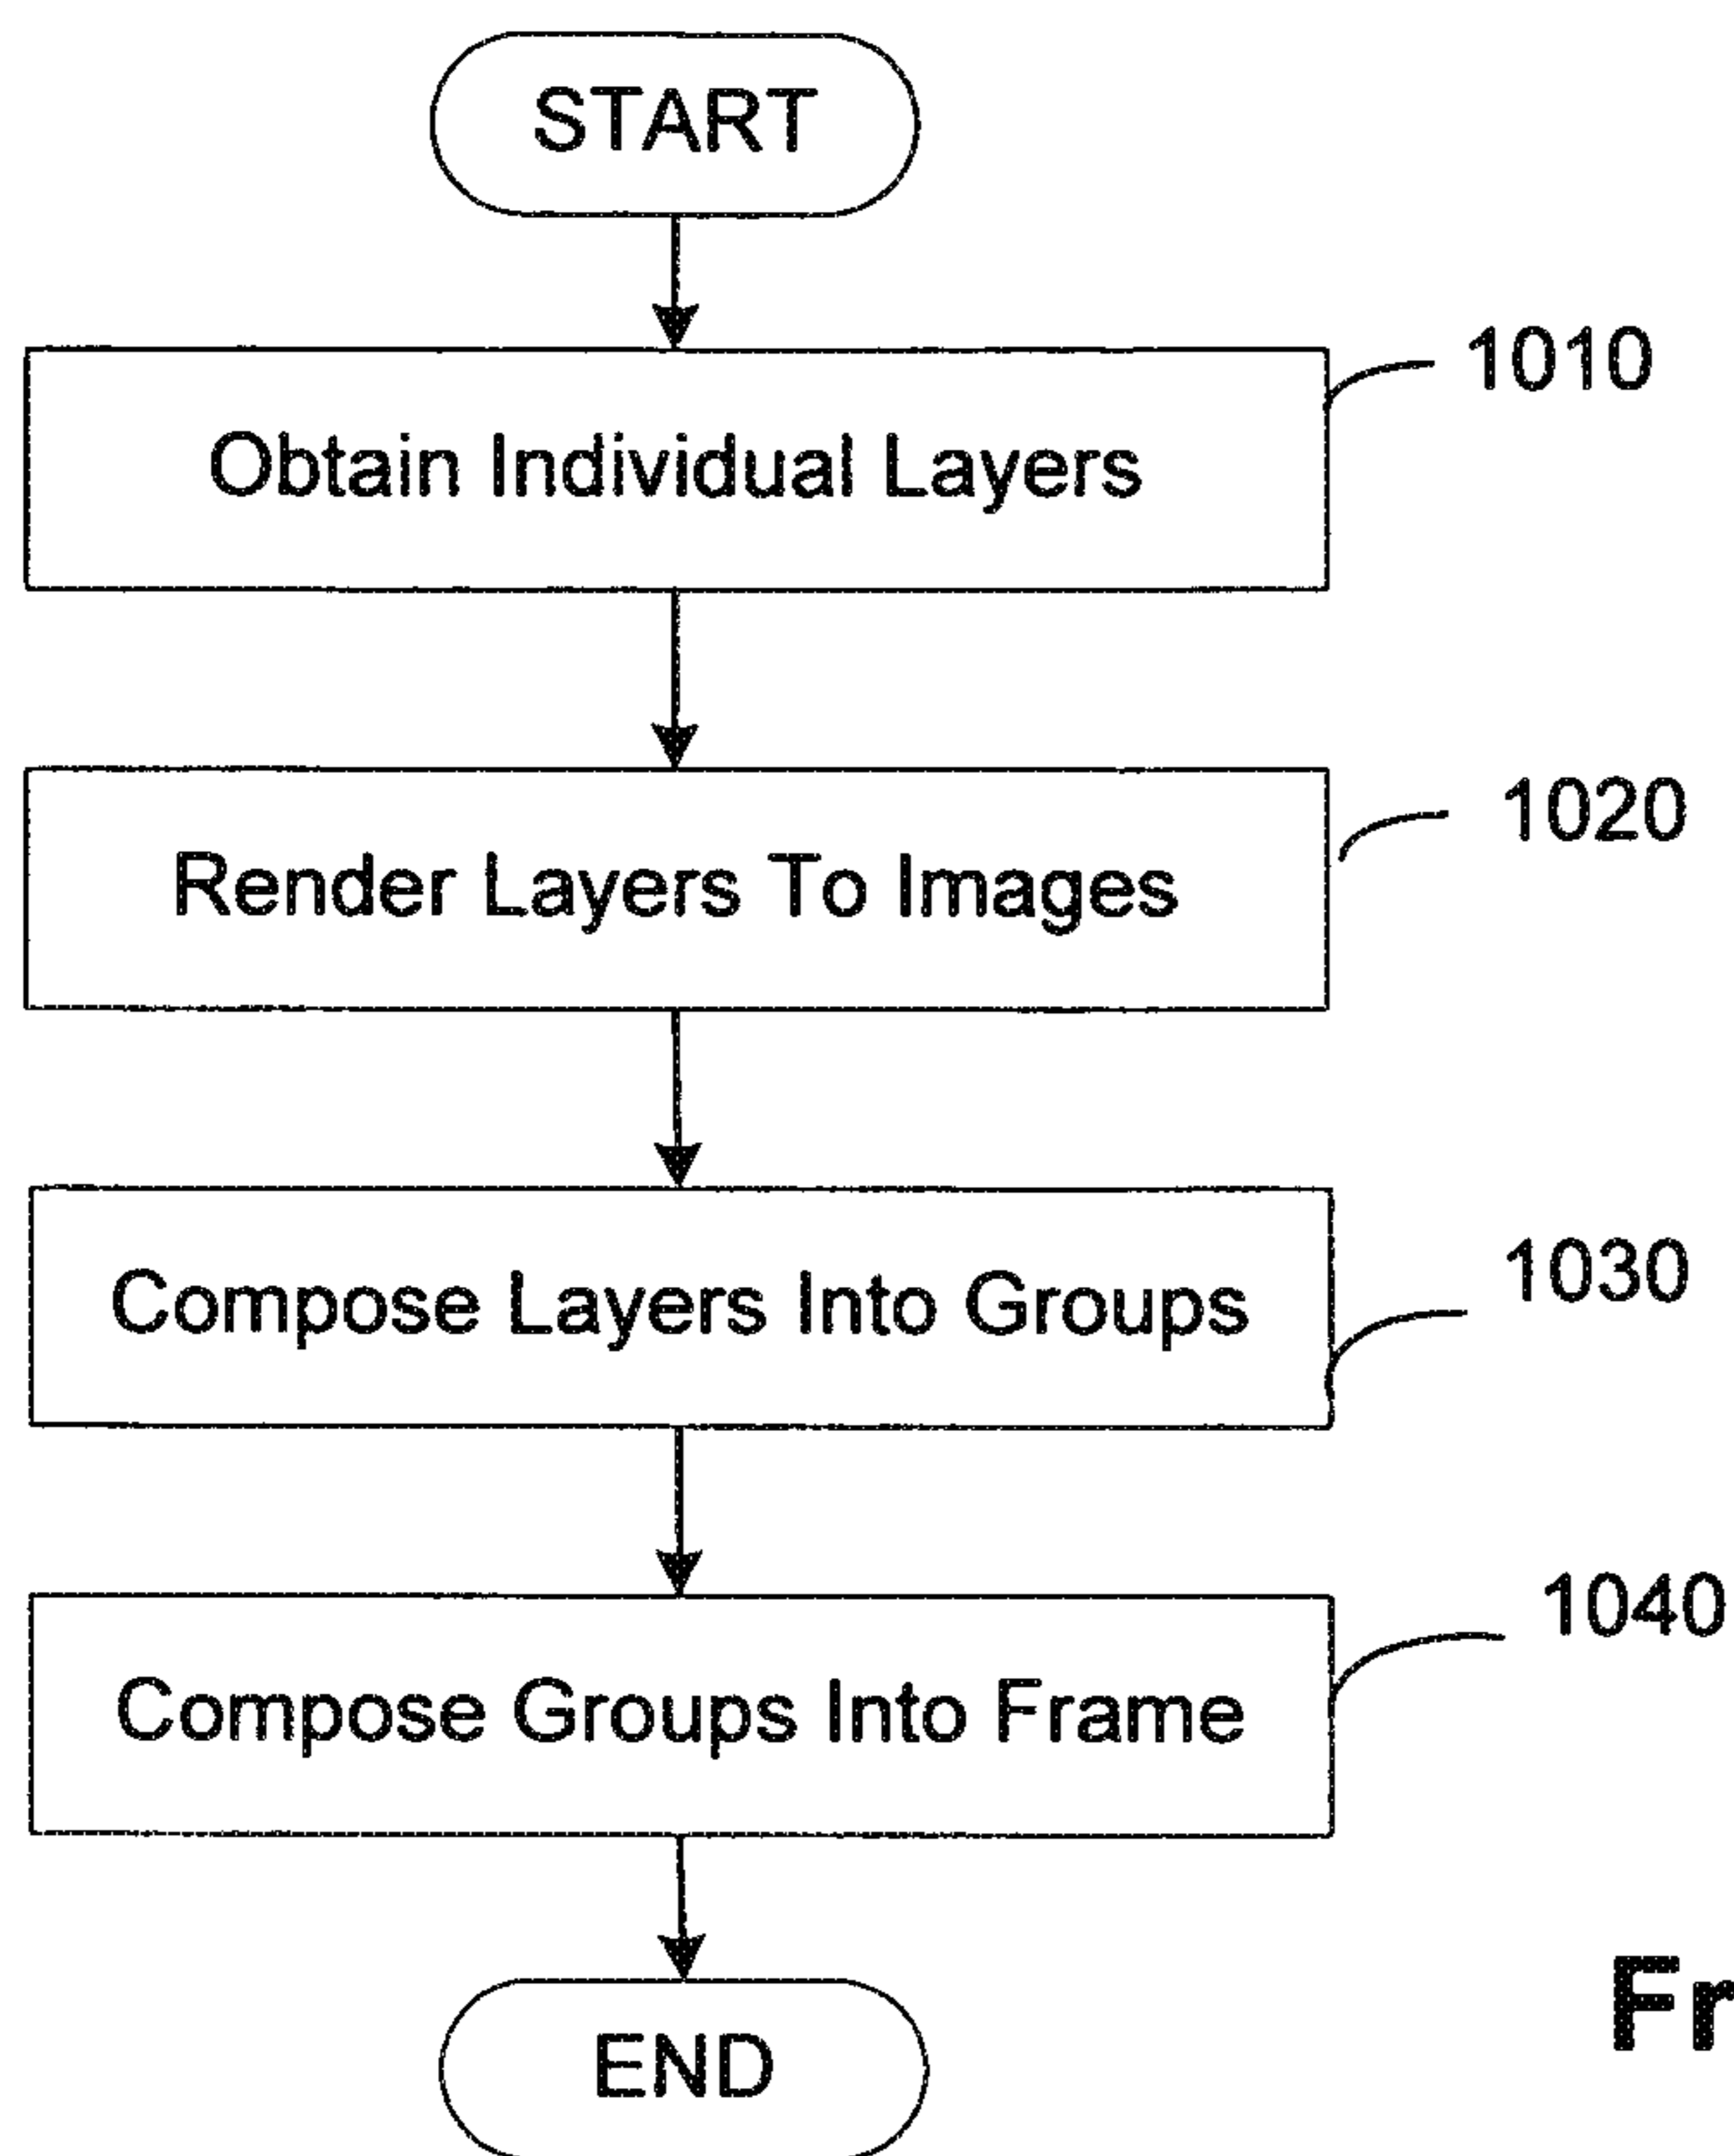 START
1010
Obtain Individual Layers
1020
Render Layers To Images
1030
Compose Layers Into Groups
1040
Compose Groups Into Frame
END